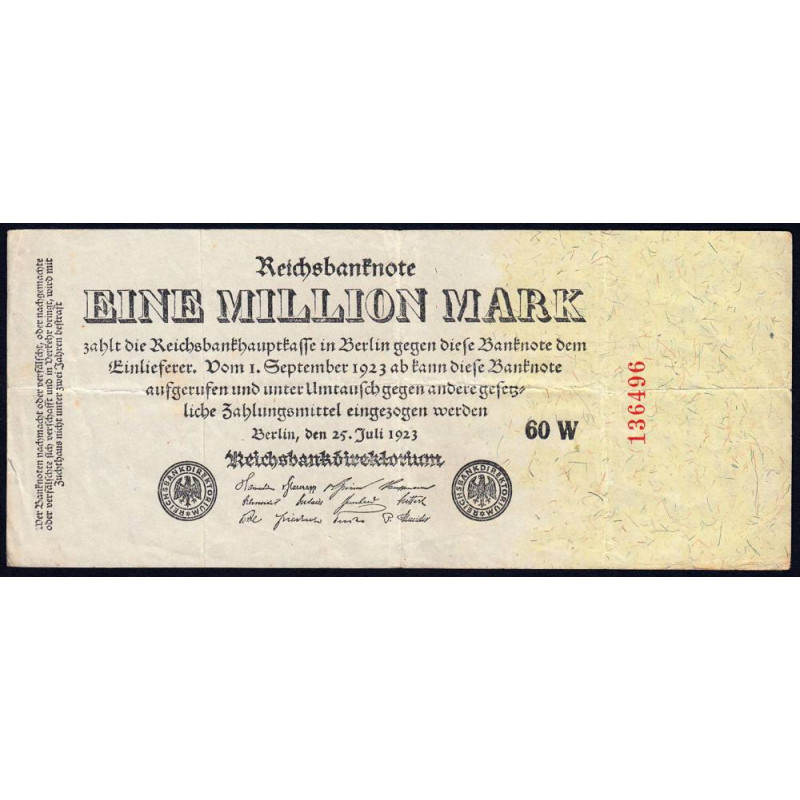 Reichsbanknote
EINE MILLION MARK
zahlt die Reichsbankhauptkasse in Berlin gegen diese Banknote dem
Einlieferer. Vom 1. September 1923 ab kann diese Banknote
aufgerufen und unter Umtausch gegen andere gesetz-
liche Zahlungsmittel eingezogen werden
Berlin, den 25. Juli 1923
60 W
136496
Reichsbankdirektorium
REICHSBANKDIREKTORIUM
REICHSBANKDIREKTORIUM
Wer Banknoten nachmacht oder verfälscht, oder nachgemachte
oder verfälschte sich verschafft und in Verkehr bringt, wird mit
Zuchthaus nicht unter zwei Jahren bestraft